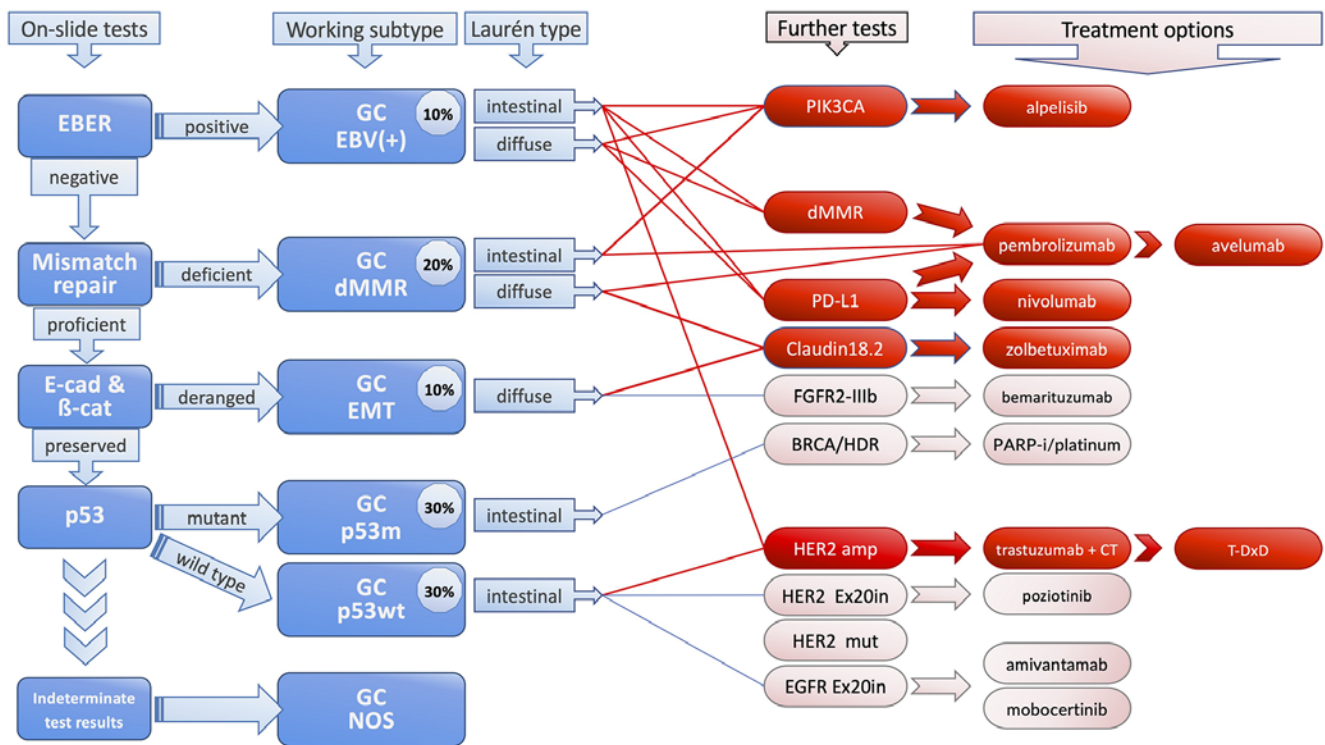 On-slide tests
Working subtype
Laurén type
Further tests
Treatment options
EBER
positive
GC
EBV(+)
10%
intestinal
diffuse
PIK3CA
alpelisib
negative
dMMR
Mismatch
repair
deficient
GC
dMMR
20%
intestinal
diffuse
pembrolizumab
avelumab
PD-L1
nivolumab
proficient
Claudin18.2
zolbetuximab
E-cad &
ß-cat
deranged
GC
EMT
10%
diffuse
FGFR2-IIIb
bemarituzumab
preserved
BRCA/HDR
PARP-i/platinum
p53
mutant
GC
p53m
30%
intestinal
HER2 amp
trastuzumab + CT
T-DxD
wild type
GC
p53wt
30%
intestinal
HER2 Ex20in
poziotinib
HER2 mut
EGFR Ex20in
amivantamab
mobocertinib
Indeterminate
test results
GC
NOS